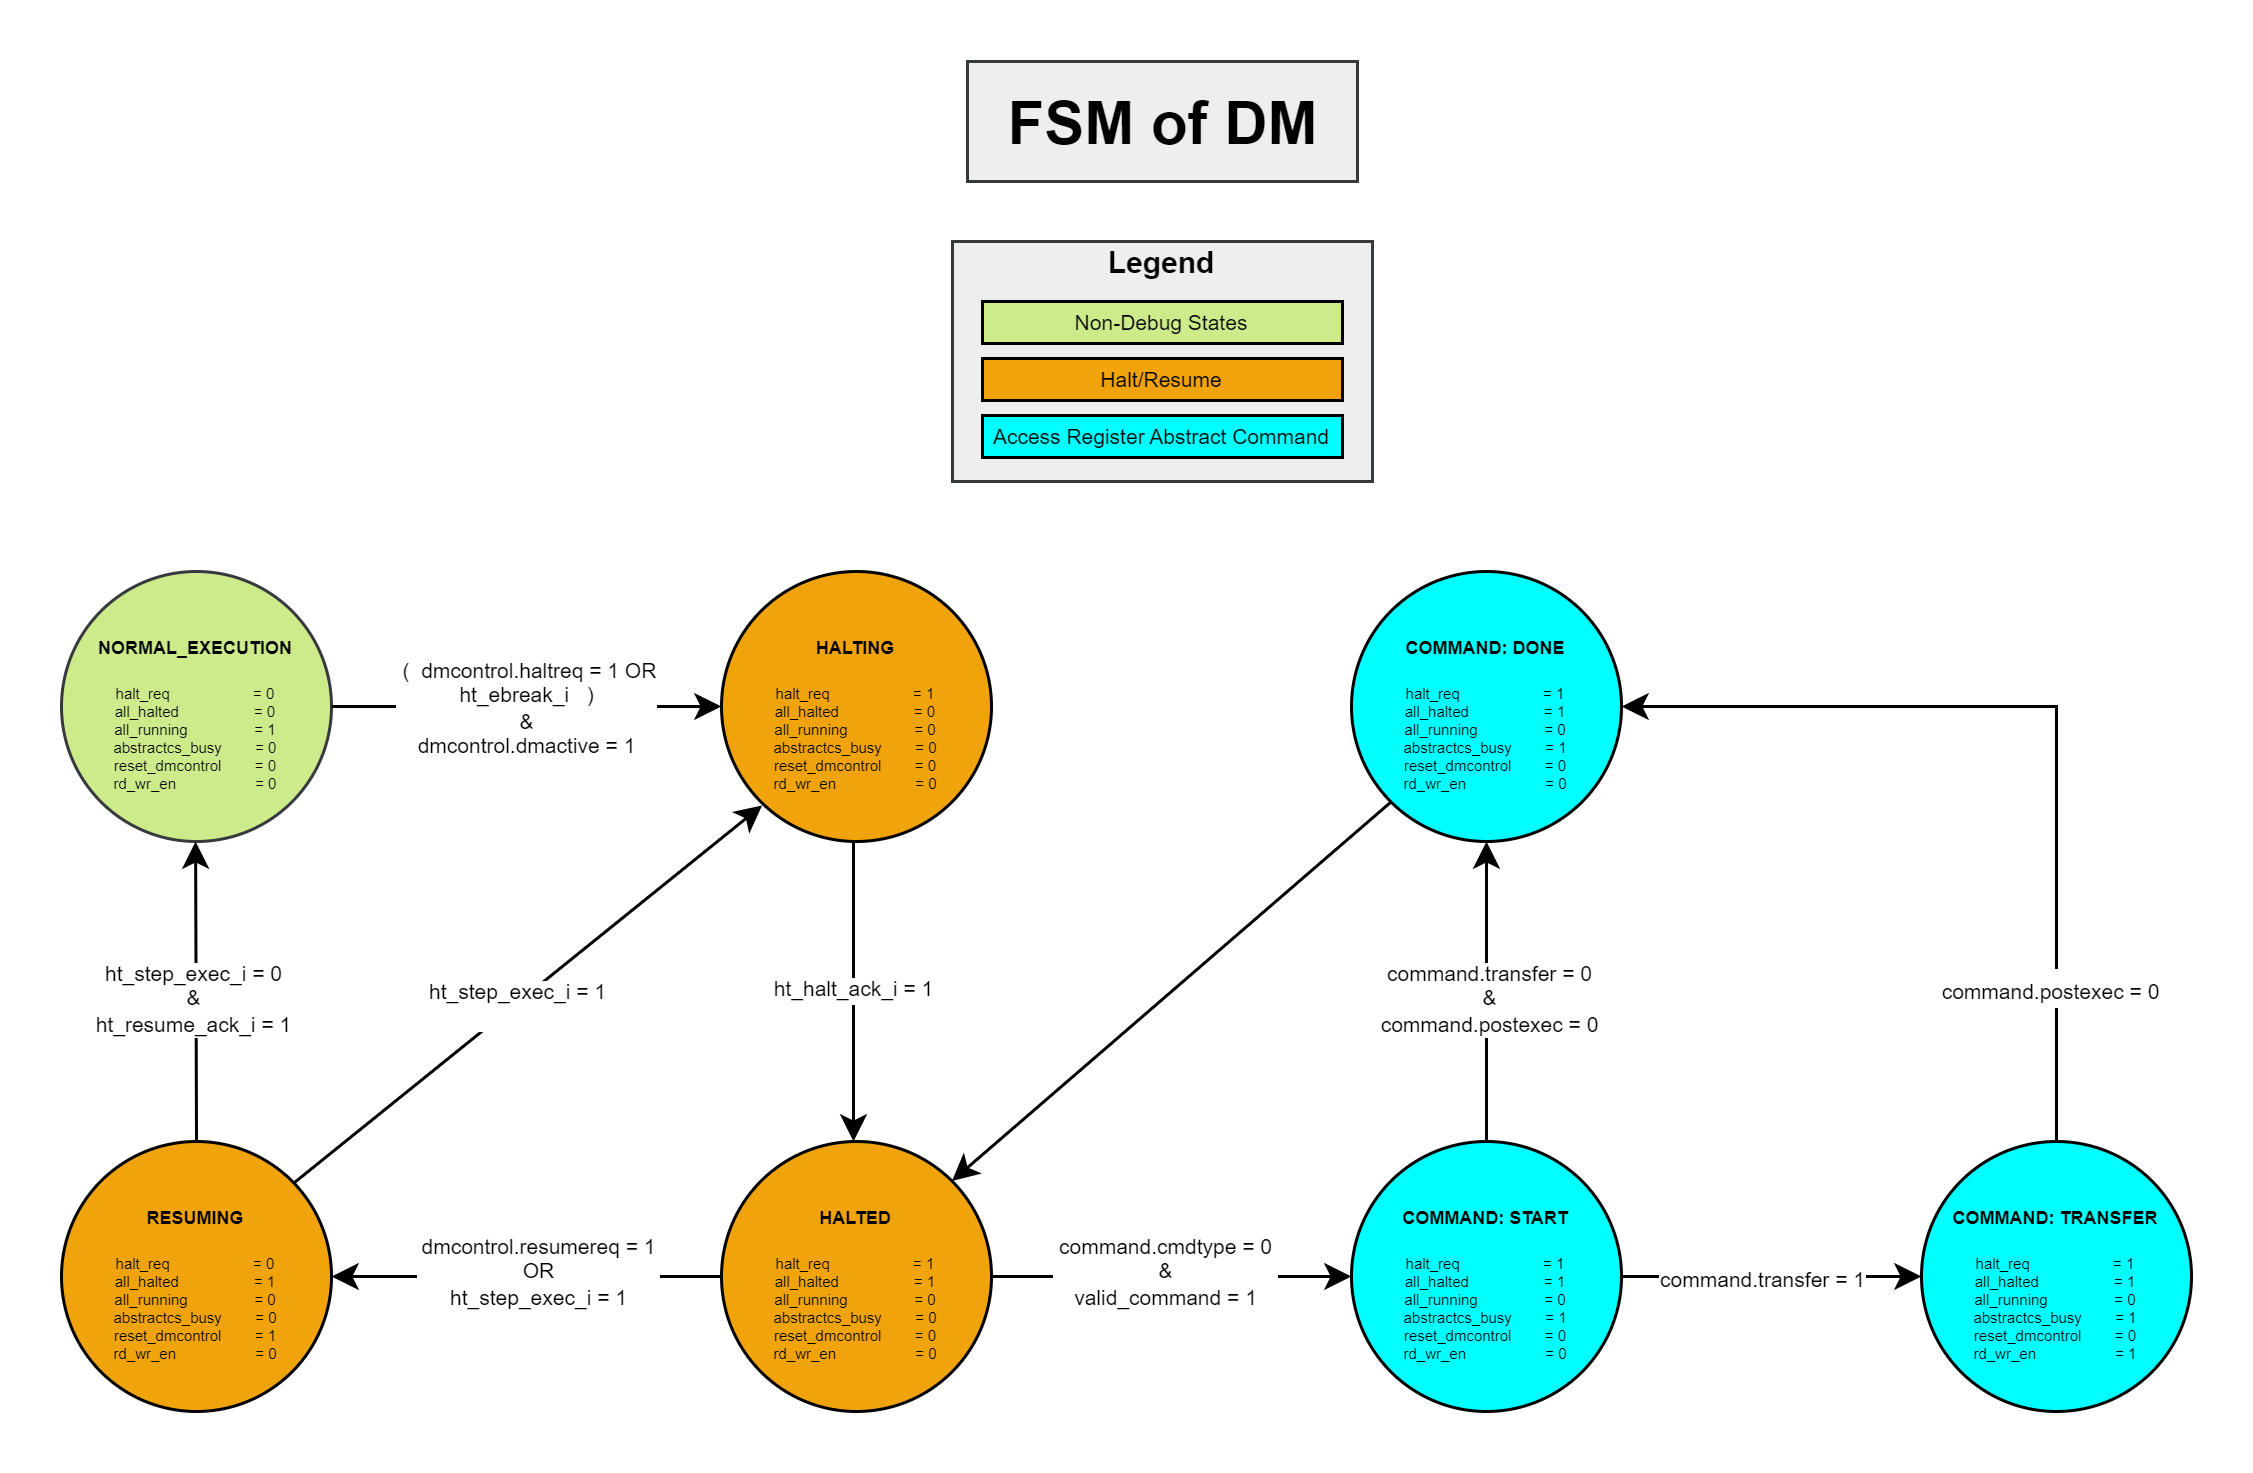 FSM of DM
Legend
Non-Debug States
Halt/Resume
Access Register Abstract Command
NORMAL_EXECUTION
halt_req = 0
all_halted = 0
all_running = 1
abstractcs_busy = 0
reset_dmcontrol = 0
rd_wr_en = 0
( dmcontrol.haltreq = 1 OR
ht_ebreak_i )
&
dmcontrol.dmactive = 1
HALTING
halt_req = 1
all_halted = 0
all_running = 0
abstractcs_busy = 0
reset_dmcontrol = 0
rd_wr_en = 0
COMMAND: DONE
halt_req = 1
all_halted = 1
all_running = 0
abstractcs_busy = 1
reset_dmcontrol = 0
rd_wr_en = 0
ht_step_exec_i = 0
&
ht_resume_ack_i = 1
ht_step_exec_i = 1
ht_halt_ack_i = 1
command.transfer = 0
&
command.postexec = 0
command.postexec = 0
RESUMING
halt_req = 0
all_halted = 1
all_running = 0
abstractcs_busy = 0
reset_dmcontrol = 1
rd_wr_en = 0
dmcontrol.resumereq = 1
OR
ht_step_exec_i = 1
HALTED
halt_req = 1
all_halted = 1
all_running = 0
abstractcs_busy = 0
reset_dmcontrol = 0
rd_wr_en = 0
command.cmdtype = 0
&
valid_command = 1
COMMAND: START
halt_req = 1
all_halted = 1
all_running = 0
abstractcs_busy = 1
reset_dmcontrol = 0
rd_wr_en = 0
command.transfer = 1
COMMAND: TRANSFER
halt_req = 1
all_halted = 1
all_running = 0
abstractcs_busy = 1
reset_dmcontrol = 0
rd_wr_en = 1